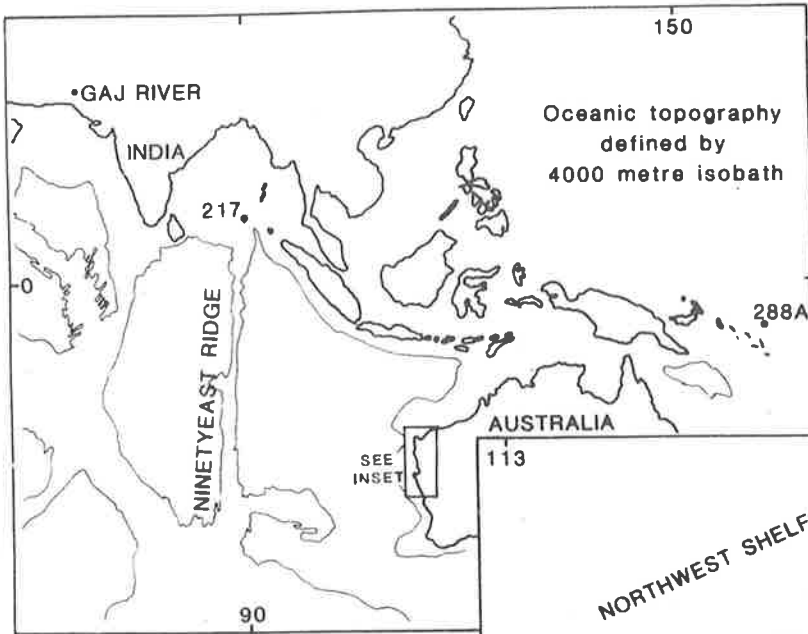 150
GAJ RIVER
Oceanic topography
defined by
4000 metre isobath
INDIA
217
0
288A
NINETYEAST RIDGE
AUSTRALIA
SEE
INSET
113
NORTHWEST SHELF
90